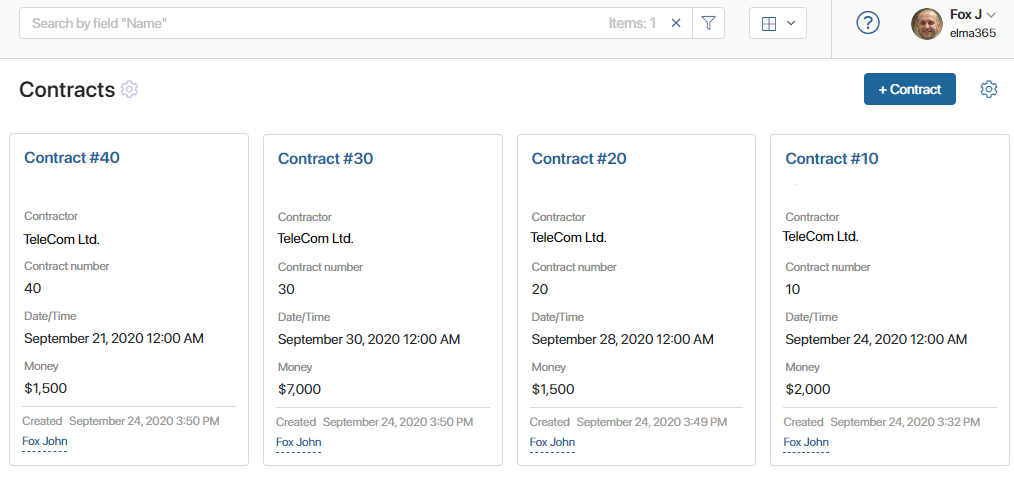 Search by field "Name"
Items: 1
Fox J
elma365
Contracts
+ Contract
Contract #40
Contractor
TeleCom Ltd.
Contract number
40
Date/Time
September 21, 2020 12:00 AM
Money
$1,500
Created September 24, 2020 3:50 PM
Fox John
Contract #30
Contractor
TeleCom Ltd.
Contract number
30
Date/Time
September 30, 2020 12:00 AM
Money
$7,000
Created September 24, 2020 3:50 PM
Fox John
Contract #20
Contractor
TeleCom Ltd.
Contract number
20
Date/Time
September 28, 2020 12:00 AM
Money
$1,500
Created September 24, 2020 3:49 PM
Fox John
Contract #10
Contractor
TeleCom Ltd.
Contract number
10
Date/Time
September 24, 2020 12:00 AM
Money
$2,000
Created September 24, 2020 3:32 PM
Fox John